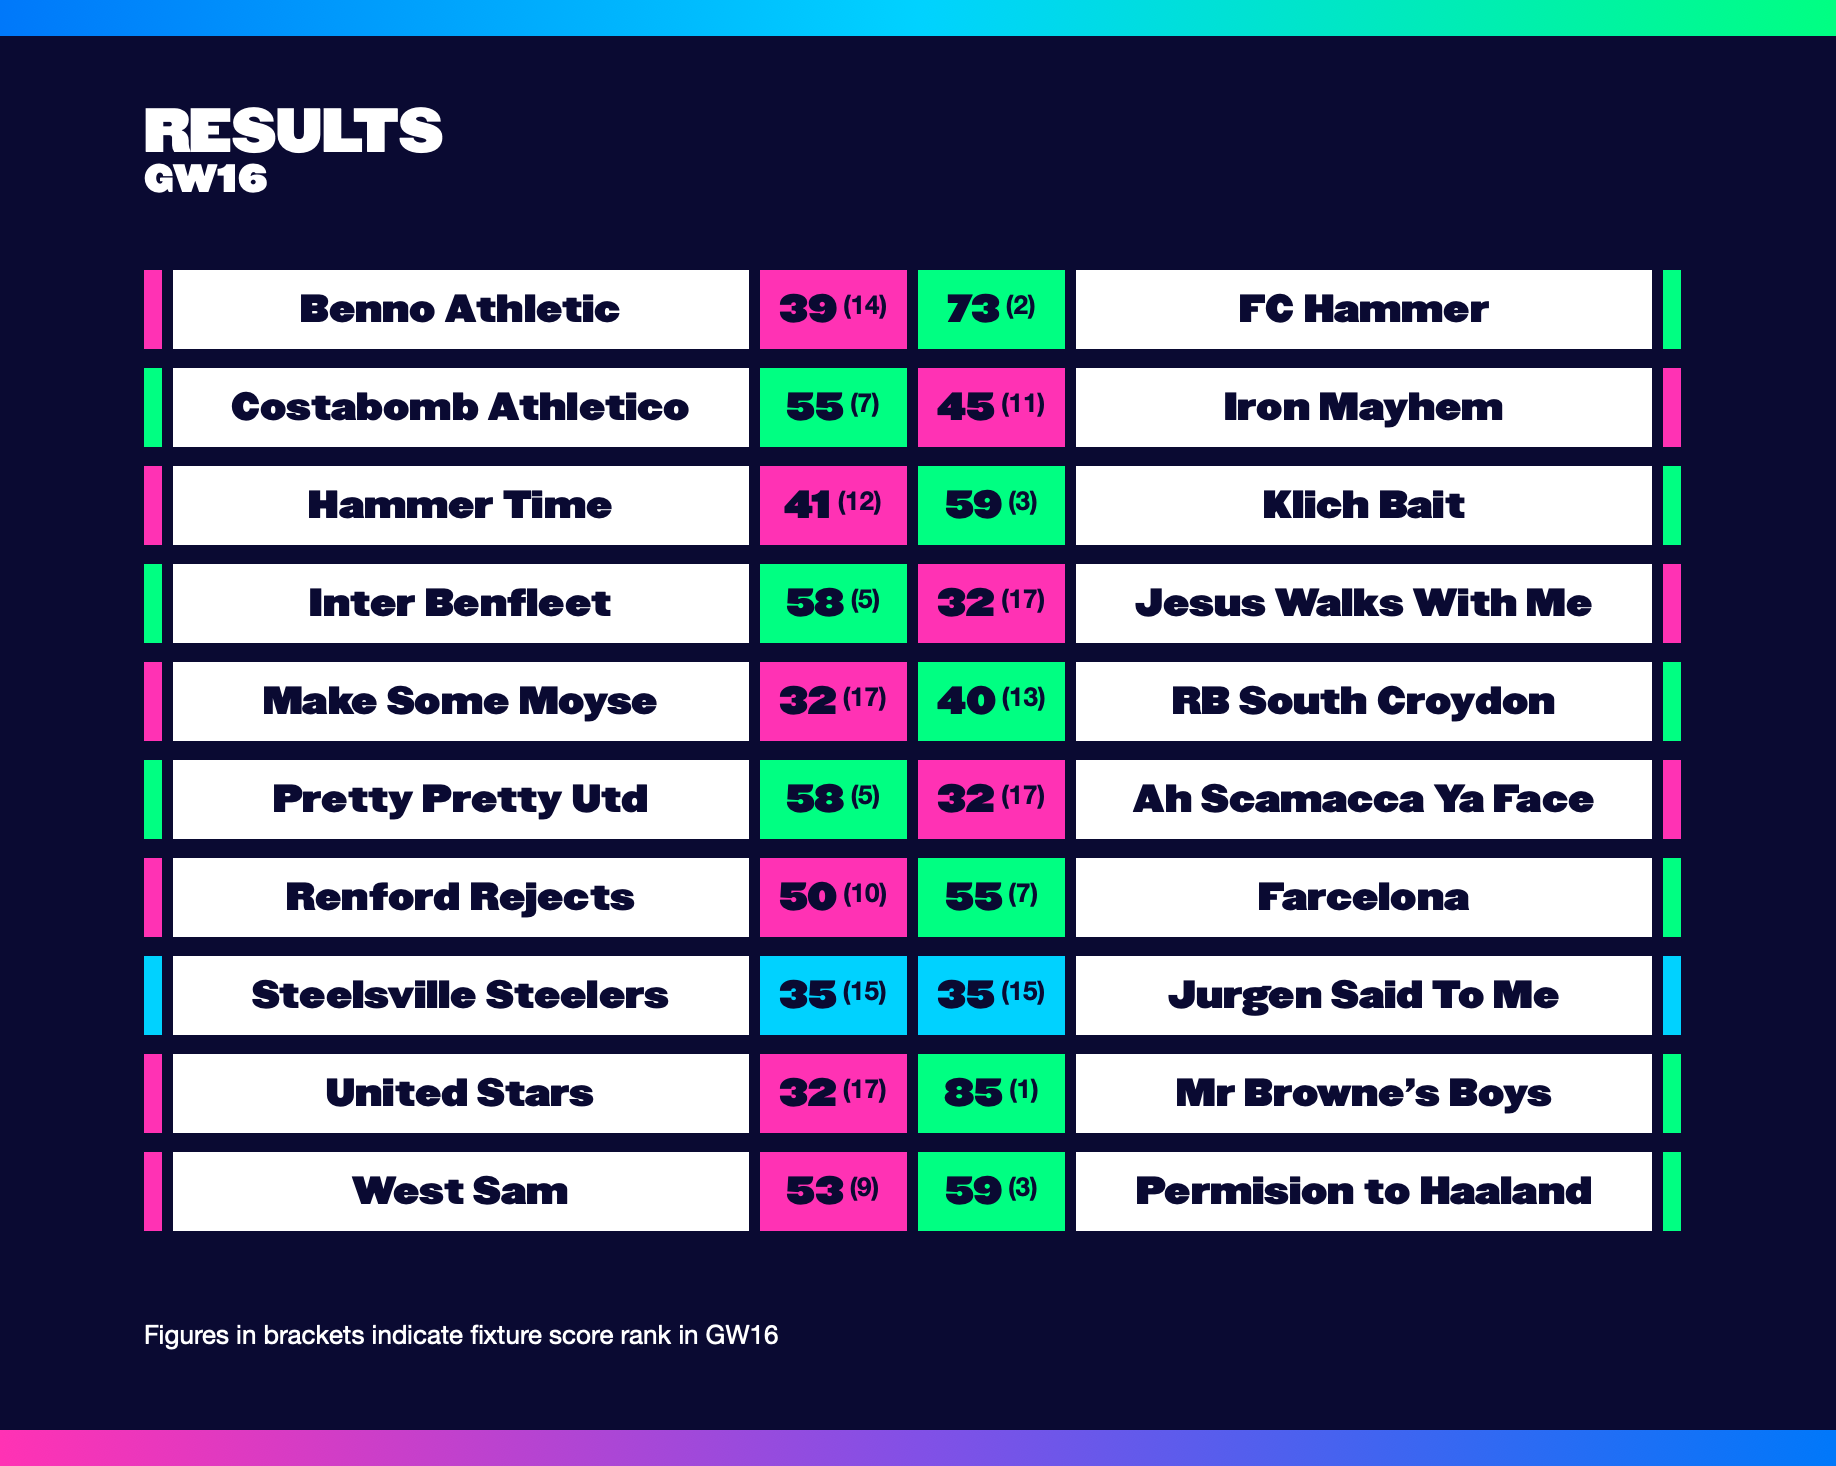 RESULTS
GW16
Benno Athletic 39 (14) 73 (2) FC Hammer
Costabomb Athletico 55 (7) 45 (11) Iron Mayhem
Hammer Time 41 (12) 59 (3) Klich Bait
Inter Benfleet 58 (5) 32 (17) Jesus Walks With Me
Make Some Moyse 32 (17) 40 (13) RB South Croydon
Pretty Pretty Utd 58 (5) 32 (17) Ah Scamacca Ya Face
Renford Rejects 50 (10) 55 (7) Farcelona
Steelsville Steelers 35 (15) 35 (15) Jurgen Said To Me
United Stars 32 (17) 85 (1) Mr Browne’s Boys
West Sam 53 (9) 59 (3) Permision to Haaland
Figures in brackets indicate fixture score rank in GW16